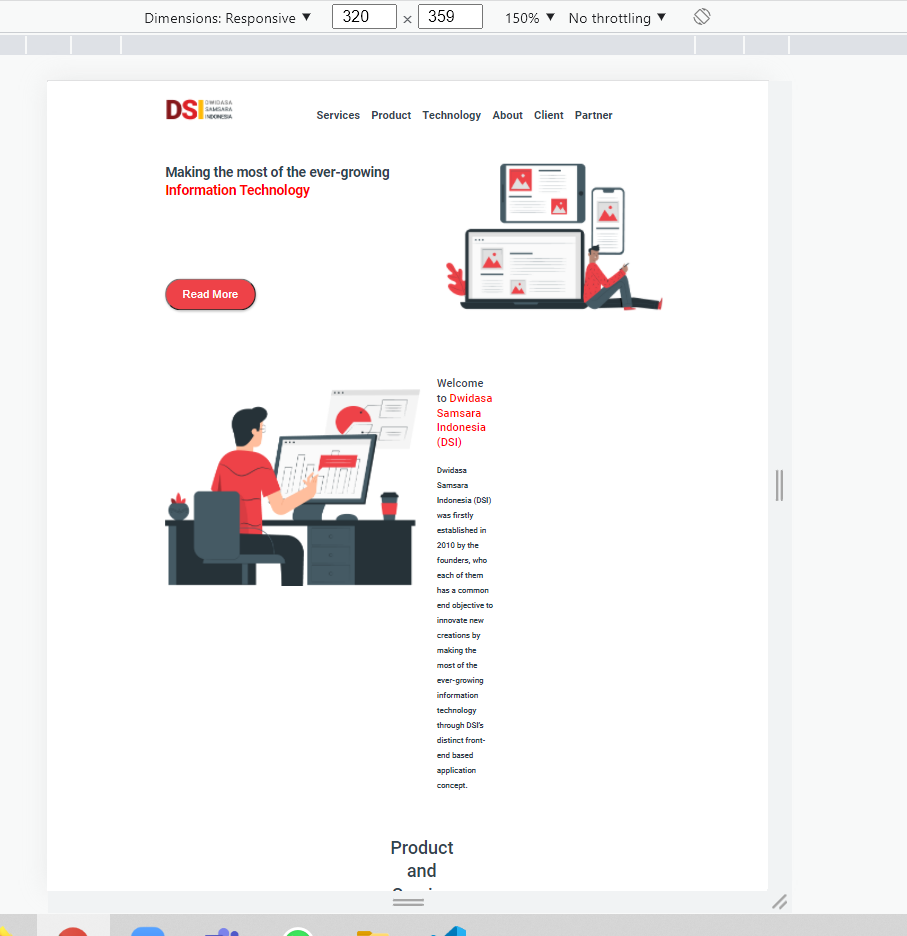 Dimensions: Responsive ▼ 320 × 359 150% ▼ No throttling ▼
DSI DWIDASA
SAMSARA
INDONESIA
Services Product Technology About Client Partner
Making the most of the ever-growing
Information Technology
Read More
Welcome
to Dwidasa
Samsara
Indonesia
(DSI)
Dwidasa
Samsara
Indonesia (DSI)
was firstly
established in
2010 by the
founders, who
each of them
has a common
end objective to
innovate new
creations by
making the
most of the
ever-growing
information
technology
through DSI's
distinct front-
end based
application
concept.
Product
and